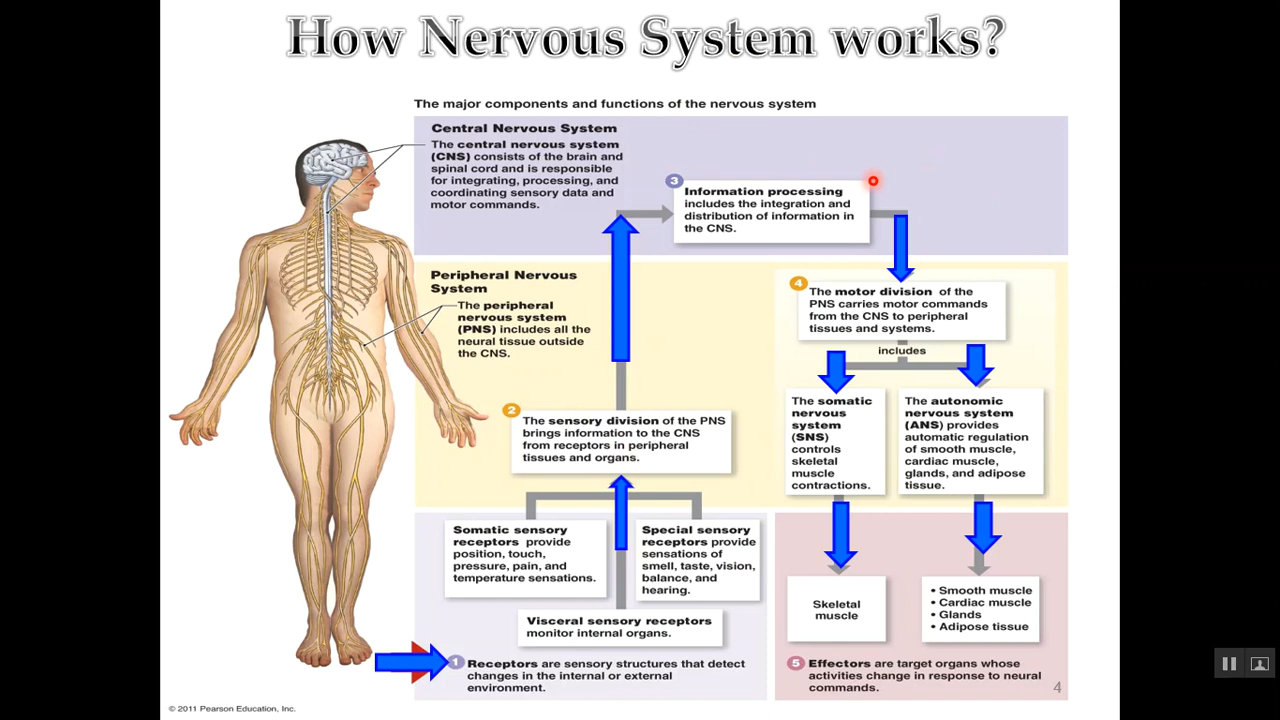 How Nervous System works?
The major components and functions of the nervous system
Central Nervous System
The central nervous system
(CNS) consists of the brain and
spinal cord and is responsible
for integrating, processing, and
coordinating sensory data and
motor commands.
3
Information processing
includes the integration and
distribution of information in
the CNS.
Peripheral Nervous
System
The peripheral
nervous system
(PNS) includes all the
neural tissue outside
the CNS.
4
The motor division of the
PNS carries motor commands
from the CNS to peripheral
tissues and systems.
includes
The somatic
nervous
system
(SNS)
controls
skeletal
muscle
contractions.
The autonomic
nervous system
(ANS) provides
automatic regulation
of smooth muscle,
cardiac muscle,
glands, and adipose
tissue.
2
The sensory division of the PNS
brings information to the CNS
from receptors in peripheral
tissues and organs.
Somatic sensory
receptors provide
position, touch,
pressure, pain, and
temperature sensations.
Special sensory
receptors provide
sensations of
smell, taste, vision,
balance, and
hearing.
Visceral sensory receptors
monitor internal organs.
Skeletal
muscle
• Smooth muscle
• Cardiac muscle
• Glands
• Adipose tissue
1
Receptors are sensory structures that detect
changes in the internal or external
environment.
5
Effectors are target organs whose
activities change in response to neural
commands.
4
© 2011 Pearson Education, Inc.